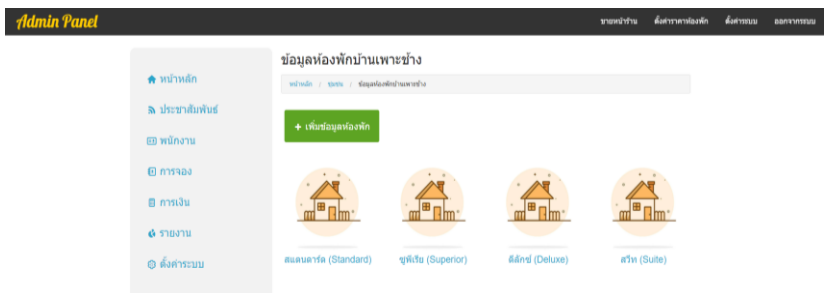 Admin Panel
ขายหน้าร้าน ตั้งค่าราคาห้องพัก ตั้งค่าระบบ ออกจากระบบ
ข้อมูลห้องพักบ้านเพาะช้าง
หน้าหลัก / ชุมชน / ข้อมูลห้องพักบ้านเพาะช้าง
หน้าหลัก
ประชาสัมพันธ์
+ เพิ่มข้อมูลห้องพัก
พนักงาน
การจอง
การเงิน
รายงาน
ตั้งค่าระบบ
สแตนดาร์ด (Standard) ซูพีเรีย (Superior) ดีลักซ์ (Deluxe) สวีท (Suite)